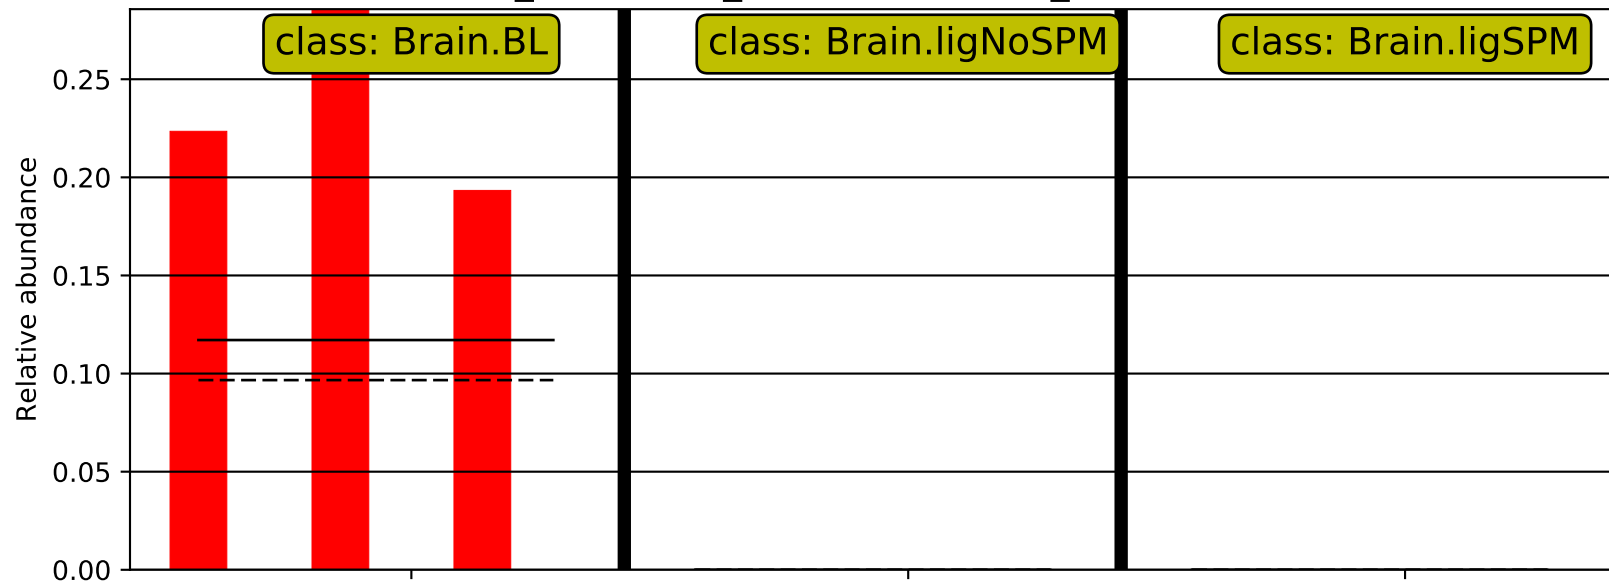 class: Brain.BL
class: Brain.ligNoSPM
class: Brain.ligSPM
Relative abundance
0.25
0.20
0.15
0.10
0.05
0.00